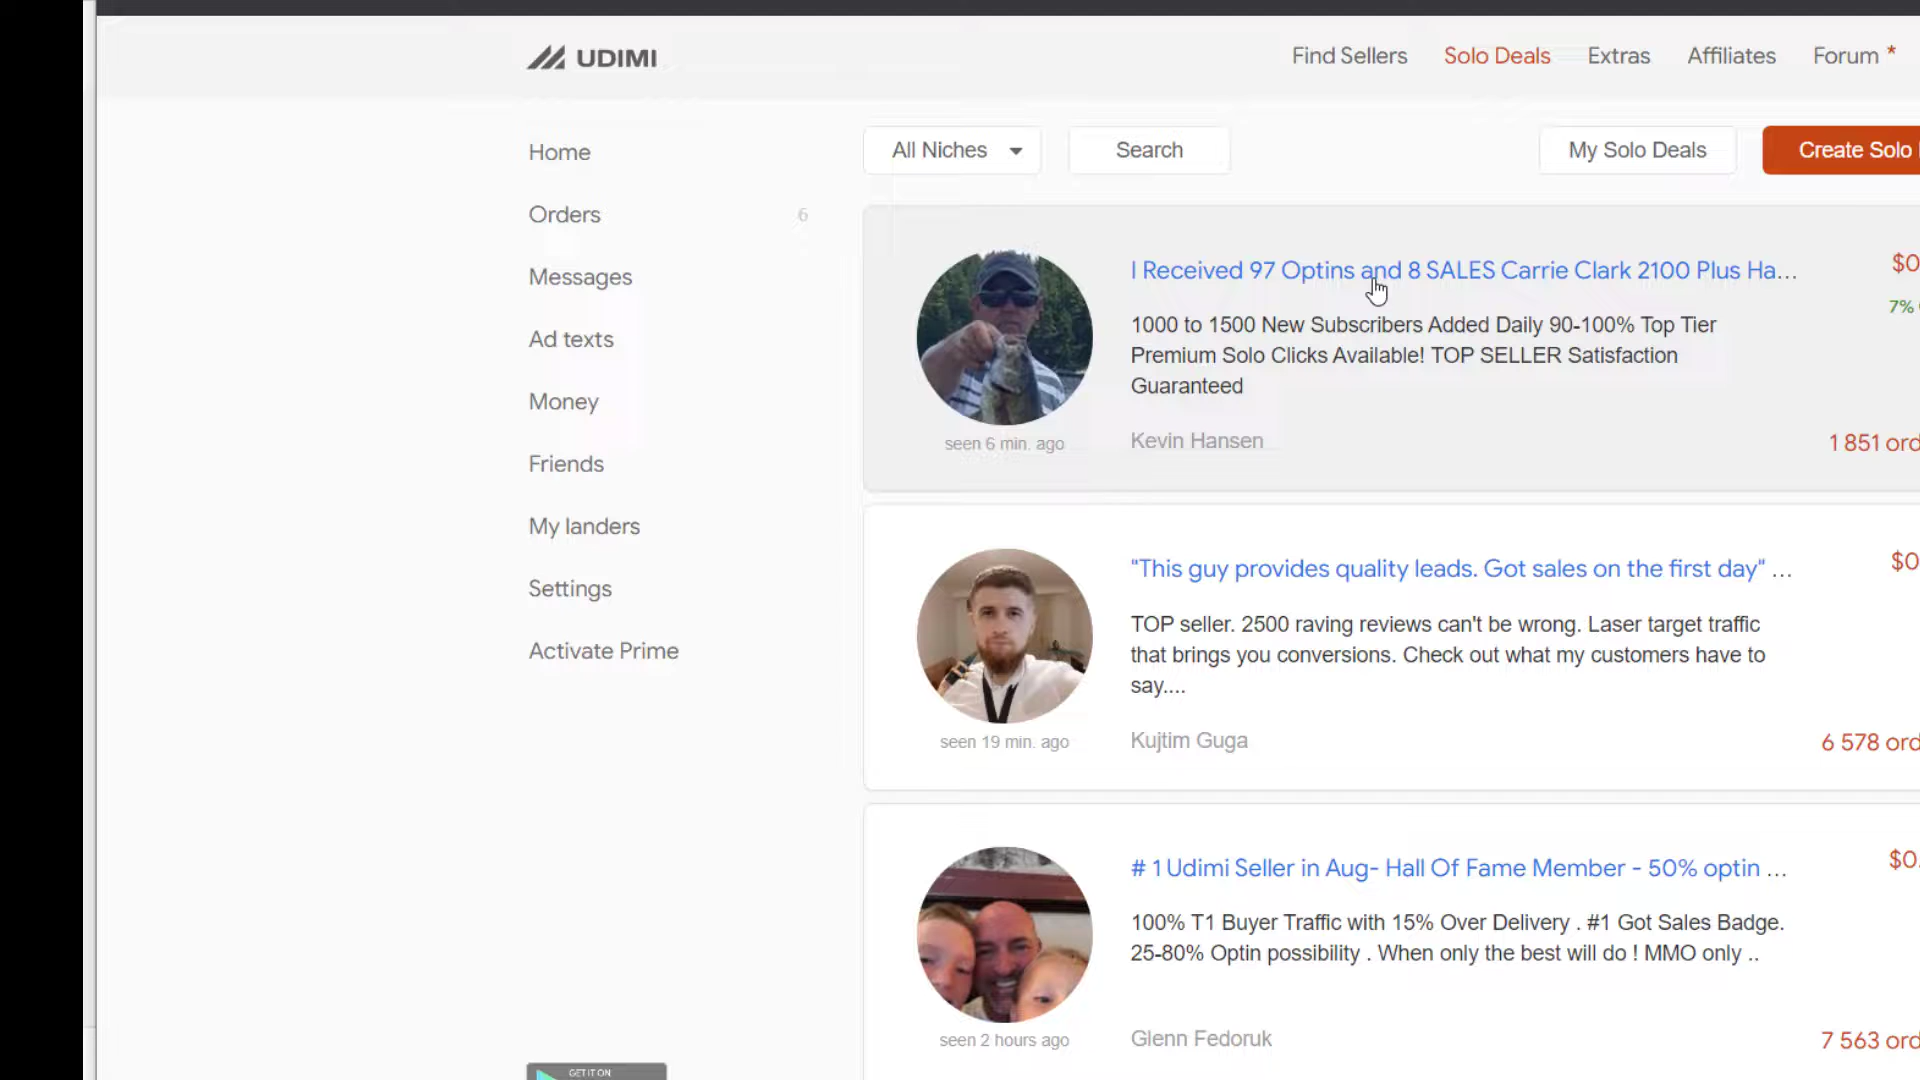 UDIMI
Find Sellers
Solo Deals
Extras
Affiliates
Forum *
Home
Orders
6
Messages
Ad texts
Money
Friends
My landers
Settings
Activate Prime
All Niches
Search
My Solo Deals
Create Solo
I Received 97 Optins and 8 SALES Carrie Clark 2100 Plus Ha...
$0
7%
1000 to 1500 New Subscribers Added Daily 90-100% Top Tier
Premium Solo Clicks Available! TOP SELLER Satisfaction
Guaranteed
seen 6 min. ago
Kevin Hansen
1 851 ord
"This guy provides quality leads. Got sales on the first day" ...
$0
TOP seller. 2500 raving reviews can't be wrong. Laser target traffic
that brings you conversions. Check out what my customers have to
say....
seen 19 min. ago
Kujtim Guga
6 578 ord
# 1 Udimi Seller in Aug- Hall Of Fame Member - 50% optin ...
$0.
100% T1 Buyer Traffic with 15% Over Delivery . #1 Got Sales Badge.
25-80% Optin possibility . When only the best will do ! MMO only ..
seen 2 hours ago
Glenn Fedoruk
7 563 ord
GET IT ON